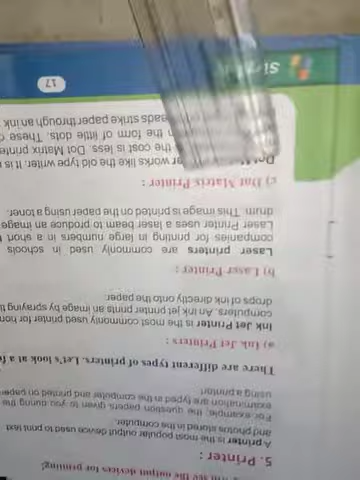 see the output devices for printing:
5. Printer :
A printer is the most popular output device used to print text
and photos stored in the computer.
For example, the question papers given to you during the
examination are typed in the computer and printed on paper
using a printer.
There are different types of printers. Let's look at a
a) Ink Jet Printers :
Ink Jet Printer is the most commonly used printer for
computers. An ink jet printer prints an image by spraying
drops of ink directly onto the paper.
b) Laser Printer :
Laser printers are commonly used in schools
companies for printing in large numbers in a short
Laser Printer uses a laser beam to produce an image
drum. This image is printed on the paper using a toner.
c) Dot Matrix Printer :
works like the old type writer. It is
the cost is less. Dot Matrix
the form of little dots. These
heads strike paper through an ink
17